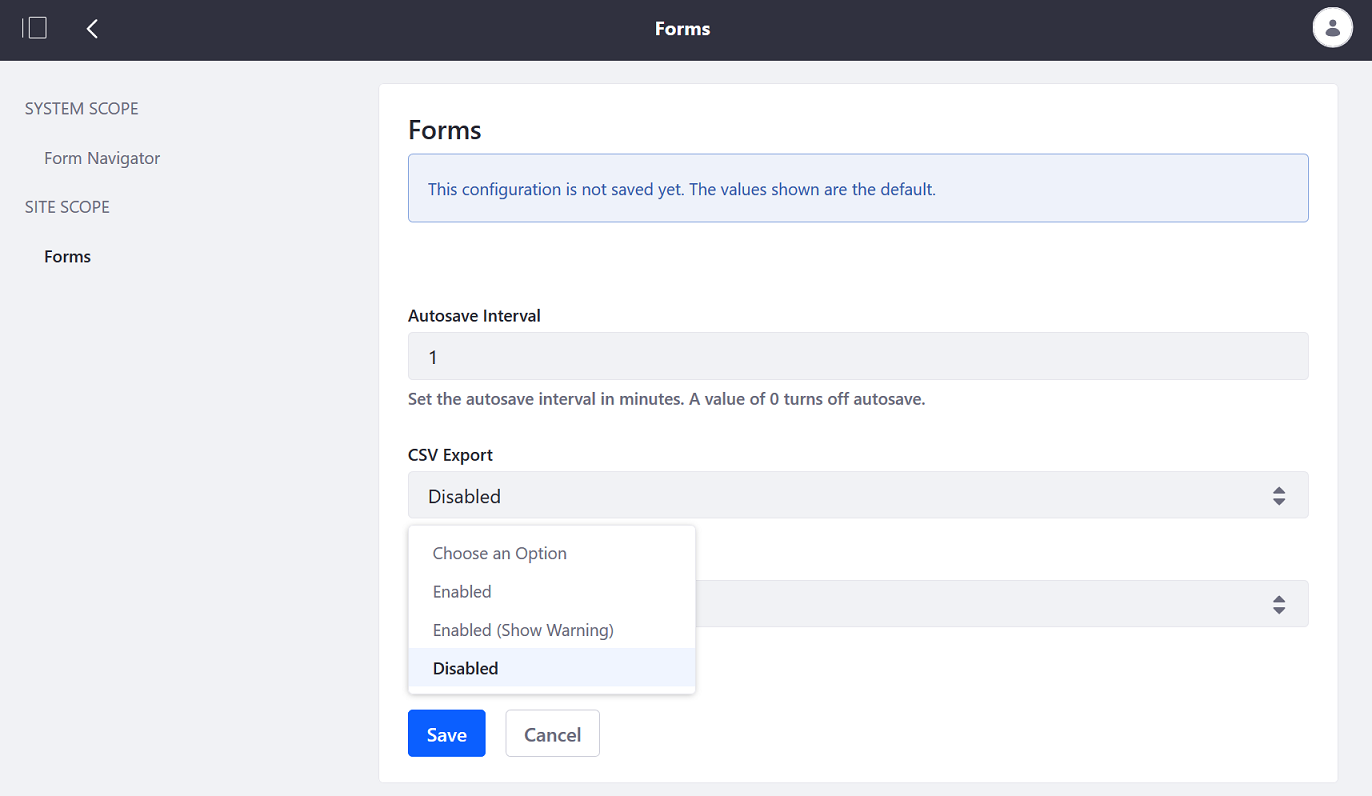 Forms
SYSTEM SCOPE
Form Navigator
SITE SCOPE
Forms
Forms
This configuration is not saved yet. The values shown are the default.
Autosave Interval
1
Set the autosave interval in minutes. A value of 0 turns off autosave.
CSV Export
Disabled
Choose an Option
Enabled
Enabled (Show Warning)
Disabled
Save
Cancel